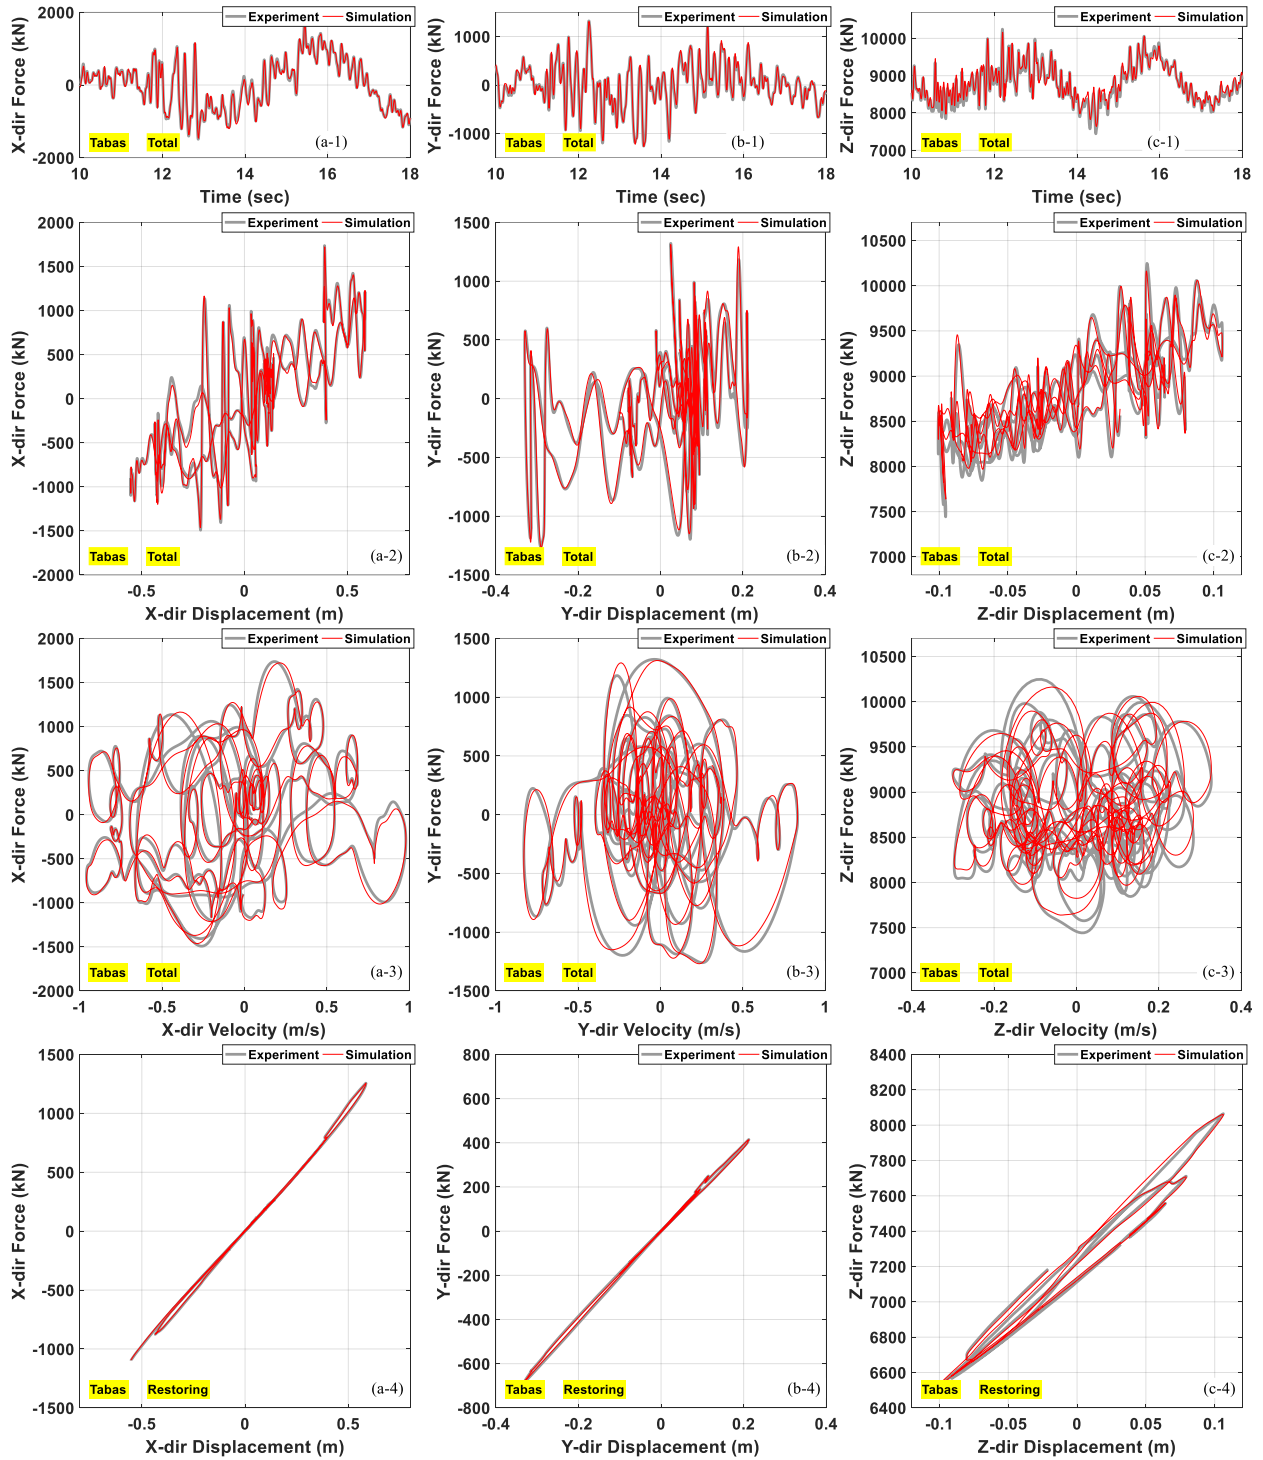 Experiment Simulation
2000
0
-2000
10 12 14 16 18
X-dir Force (kN)
Time (sec)
Tabas Total (a-1)
Experiment Simulation
1000
0
-1000
10 12 14 16 18
Y-dir Force (kN)
Time (sec)
Tabas Total (b-1)
Experiment Simulation
10000
9000
8000
7000
10 12 14 16 18
Z-dir Force (kN)
Time (sec)
Tabas Total (c-1)
Experiment Simulation
2000
1500
1000
500
0
-500
-1000
-1500
-2000
-0.5 0 0.5
X-dir Force (kN)
X-dir Displacement (m)
Tabas Total (a-2)
Experiment Simulation
1500
1000
500
0
-500
-1000
-1500
-0.4 -0.2 0 0.2 0.4
Y-dir Force (kN)
Y-dir Displacement (m)
Tabas Total (b-2)
Experiment Simulation
10500
10000
9500
9000
8500
8000
7500
7000
-0.1 -0.05 0 0.05 0.1
Z-dir Force (kN)
Z-dir Displacement (m)
Tabas Total (c-2)
Experiment Simulation
2000
1500
1000
500
0
-500
-1000
-1500
-2000
-1 -0.5 0 0.5 1
X-dir Force (kN)
X-dir Velocity (m/s)
Tabas Total (a-3)
Experiment Simulation
1500
1000
500
0
-500
-1000
-1500
-1 -0.5 0 0.5 1
Y-dir Force (kN)
Y-dir Velocity (m/s)
Tabas Total (b-3)
Experiment Simulation
10500
10000
9500
9000
8500
8000
7500
7000
-0.4 -0.2 0 0.2 0.4
Z-dir Force (kN)
Z-dir Velocity (m/s)
Tabas Total (c-3)
Experiment Simulation
1500
1000
500
0
-500
-1000
-1500
-0.5 0 0.5
X-dir Force (kN)
X-dir Displacement (m)
Tabas Restoring (a-4)
Experiment Simulation
800
600
400
200
0
-200
-400
-600
-800
-0.4 -0.2 0 0.2 0.4
Y-dir Force (kN)
Y-dir Displacement (m)
Tabas Restoring (b-4)
Experiment Simulation
8400
8200
8000
7800
7600
7400
7200
7000
6800
6600
6400
-0.1 -0.05 0 0.05 0.1
Z-dir Force (kN)
Z-dir Displacement (m)
Tabas Restoring (c-4)